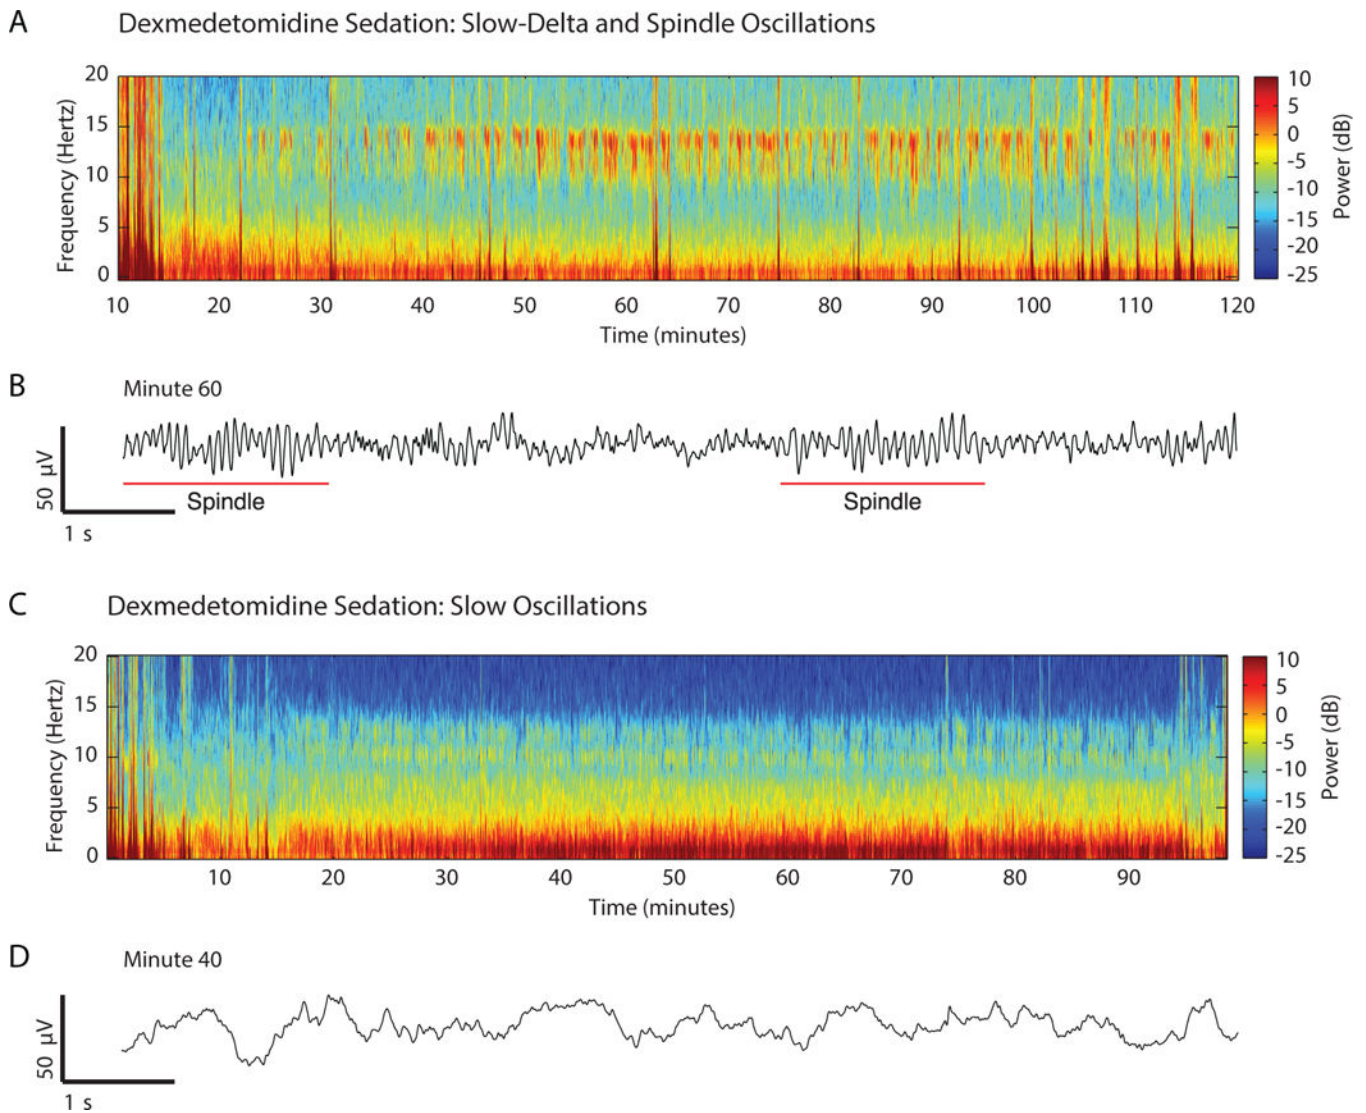 A Dexmedetomidine Sedation: Slow-Delta and Spindle Oscillations
Frequency (Hertz)
20
15
10
5
0
10 20 30 40 50 60 70 80 90 100 110 120
Time (minutes)
10
5
0
-5
-10
-15
-20
-25
Power (dB)
B Minute 60
50 µV
Spindle Spindle
1 s
C Dexmedetomidine Sedation: Slow Oscillations
Frequency (Hertz)
20
15
10
5
0
10 20 30 40 50 60 70 80 90
Time (minutes)
10
5
0
-5
-10
-15
-20
-25
Power (dB)
D Minute 40
50 µV
1 s